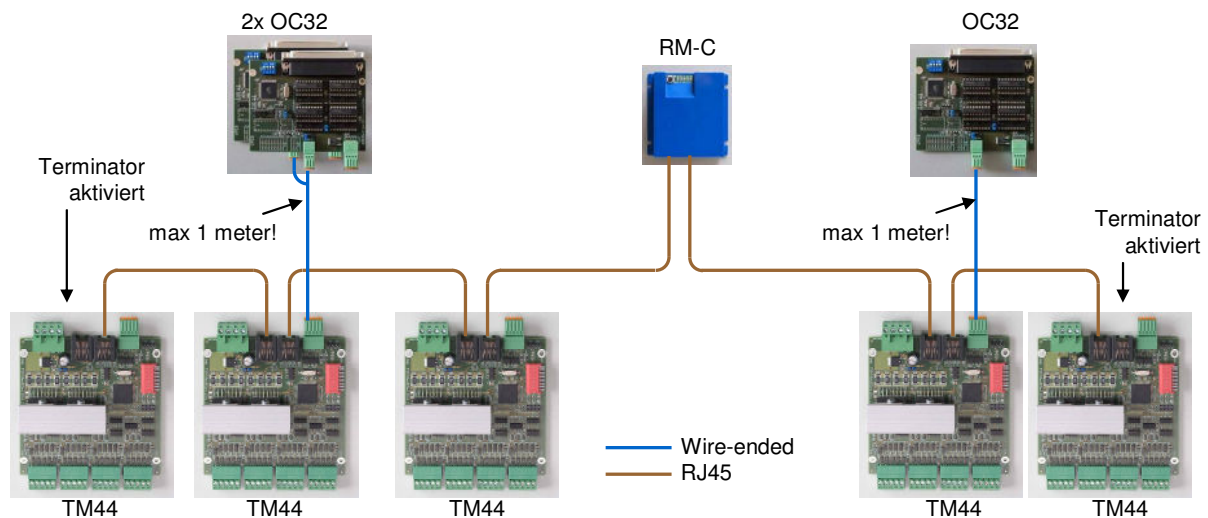 2x OC32
RM-C
OC32
Terminator
aktiviert
max 1 meter!
max 1 meter!
Terminator
aktiviert
Wire-ended
RJ45
TM44
TM44
TM44
TM44
TM44